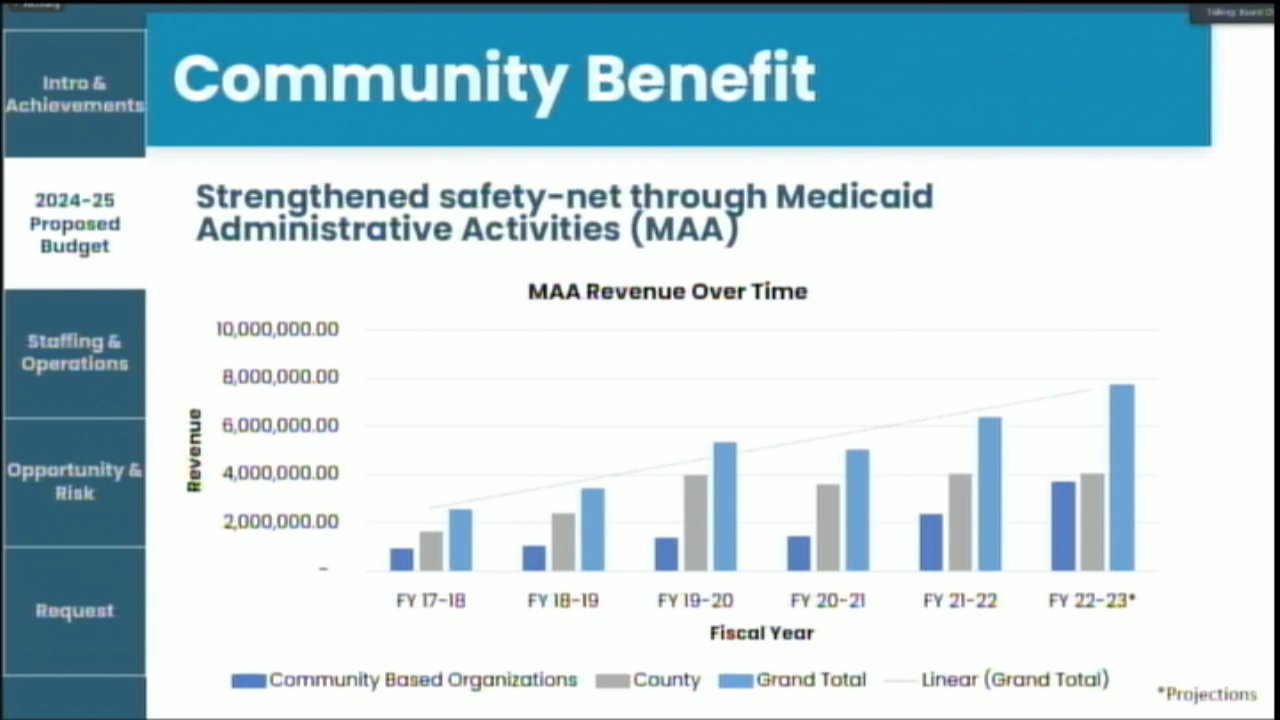 Community Benefit
Intro &
Achievements
2024-25
Proposed
Budget
Staffing &
Operations
Opportunity &
Risk
Request
Strengthened safety-net through Medicaid
Administrative Activities (MAA)
MAA Revenue Over Time
Revenue
10,000,000.00
8,000,000.00
6,000,000.00
4,000,000.00
2,000,000.00
-
FY 17-18 FY 18-19 FY 19-20 FY 20-21 FY 21-22 FY 22-23*
Fiscal Year
Community Based Organizations County Grand Total Linear (Grand Total)
*Projections